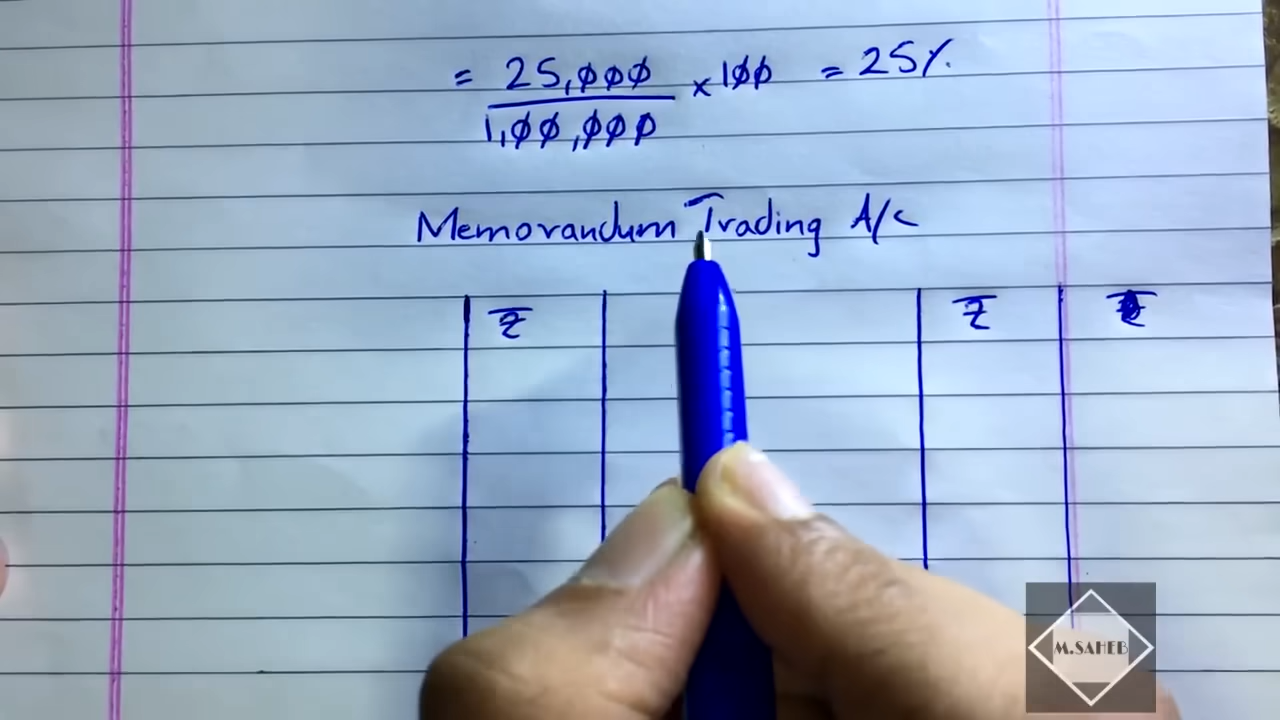 = 25,000 × 100 = 25%.
1,00,000
Memorandum Trading A/c
₹ ₹ ₹
M.SAHEB